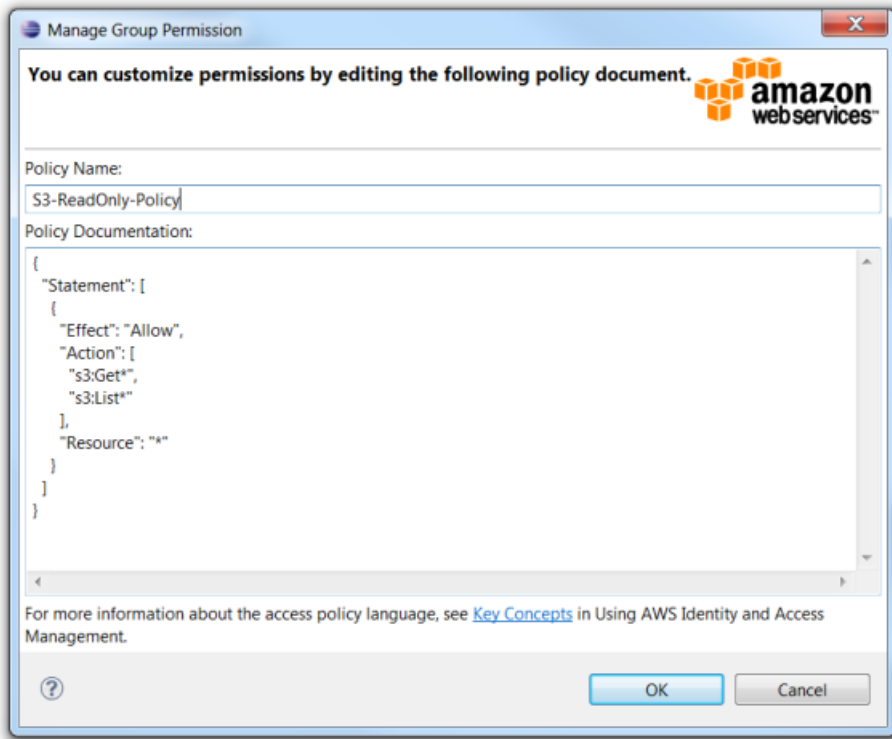 Manage Group Permission
You can customize permissions by editing the following policy document.
amazon
webservices™
Policy Name:
S3-ReadOnly-Policy
Policy Documentation:
{
"Statement": [
{
"Effect": "Allow",
"Action": [
"s3:Get*",
"s3:List*"
],
"Resource": "*"
}
]
}
For more information about the access policy language, see Key Concepts in Using AWS Identity and Access
Management.
?
OK
Cancel